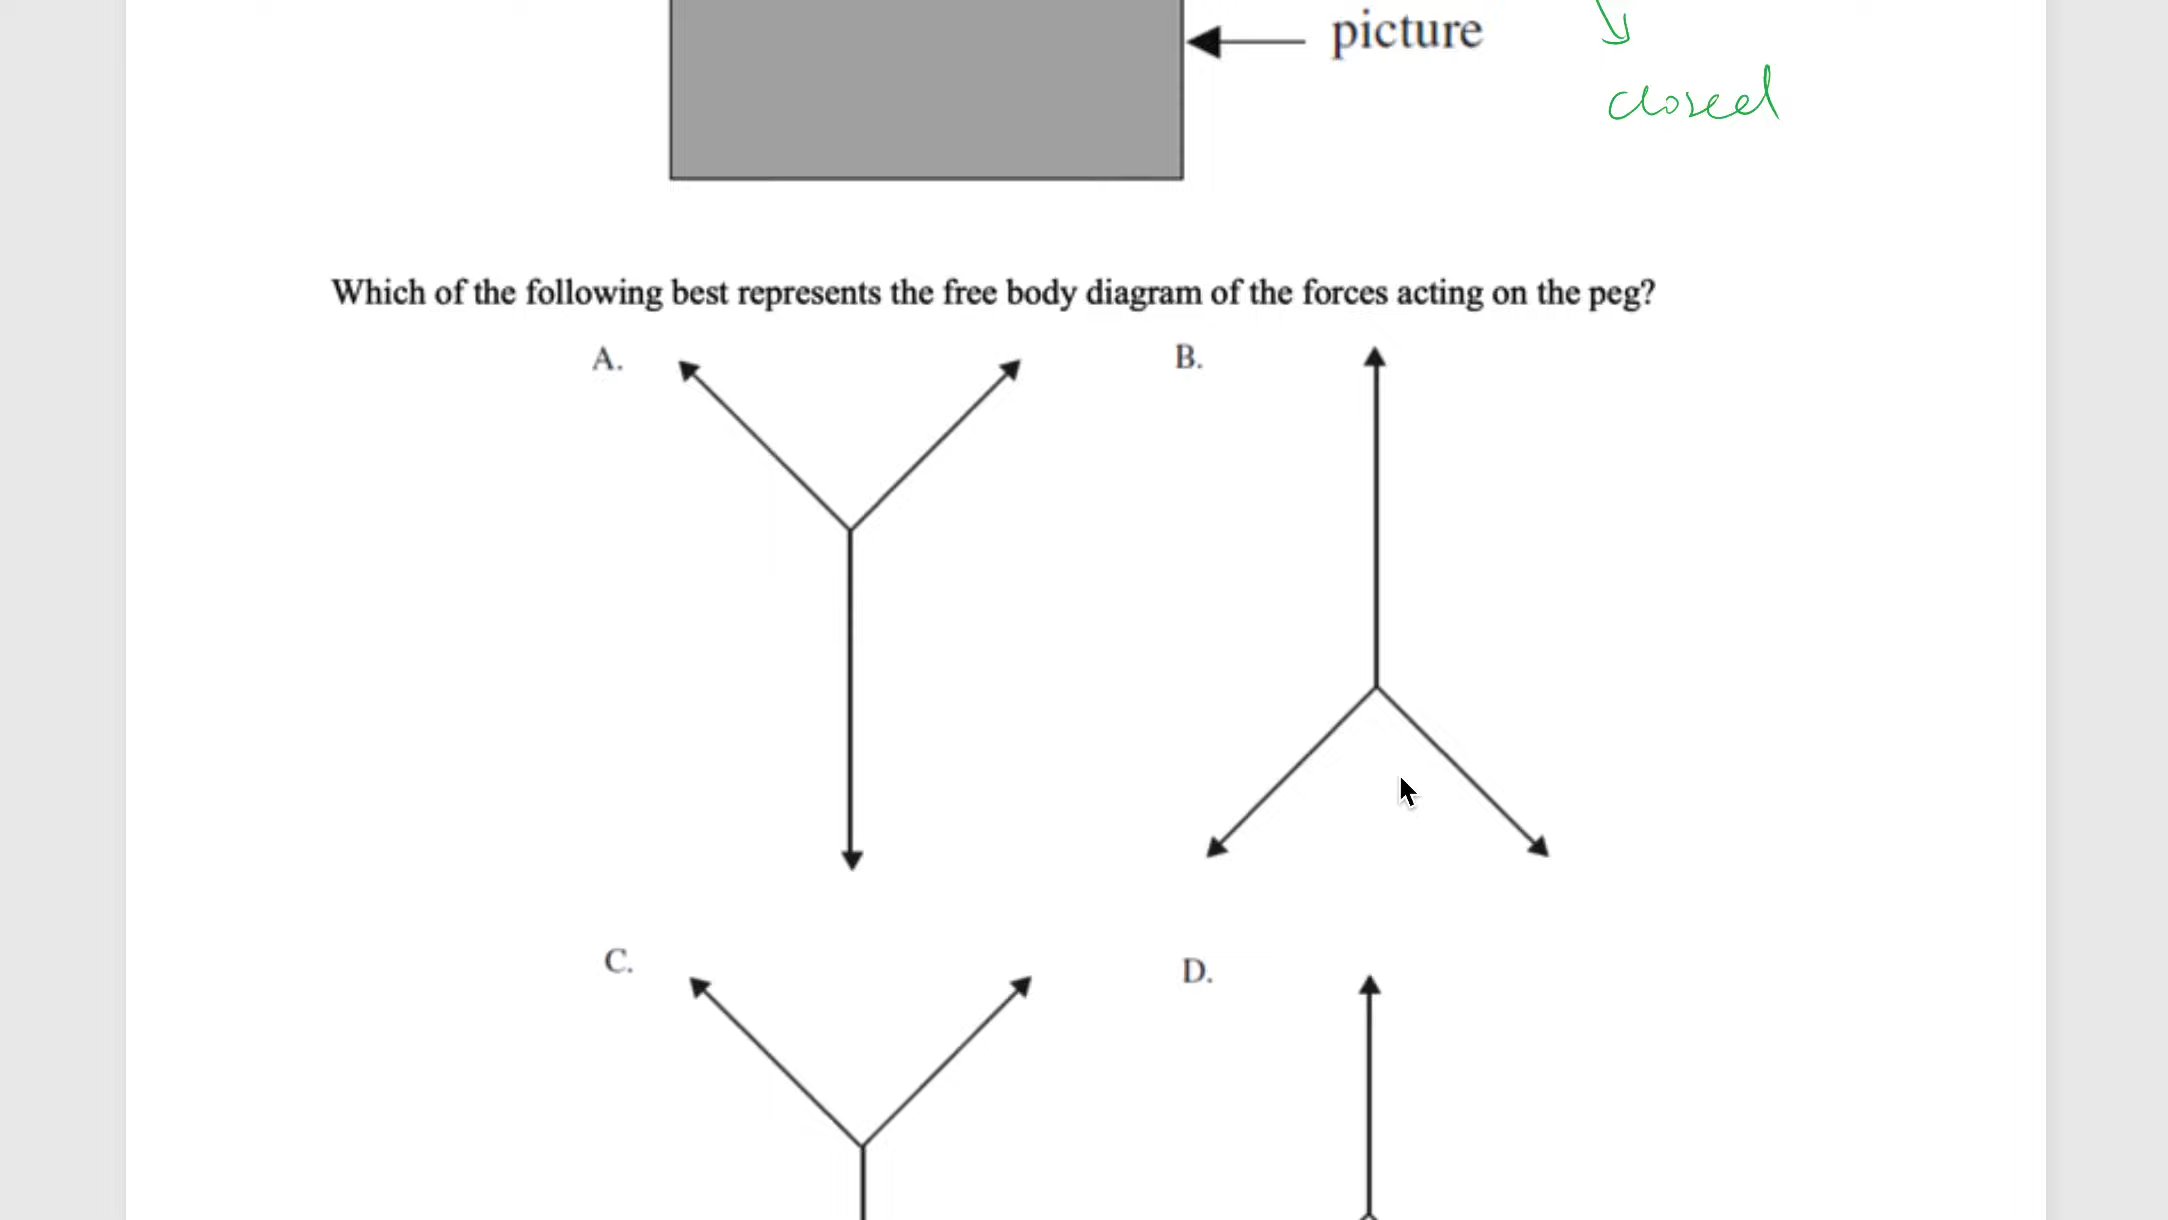 picture
closed
Which of the following best represents the free body diagram of the forces acting on the peg?
A.
B.
C.
D.